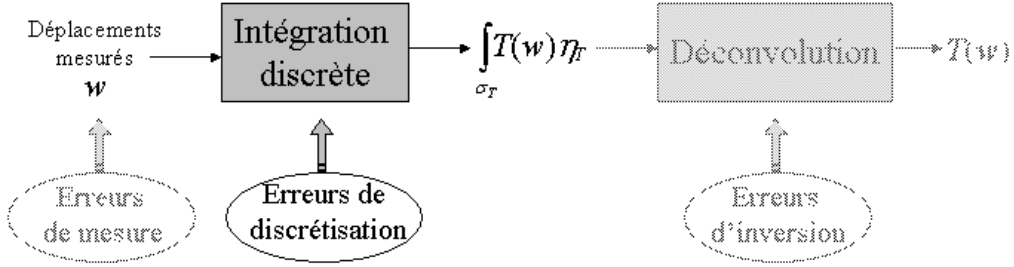 Déplacements
mesurés
w
Intégration
discrète
∫T(w) η_T
σ_T
Déconvolution
T(w)
Erreurs
de mesure
Erreurs de
discrétisation
Erreurs
d'inversion